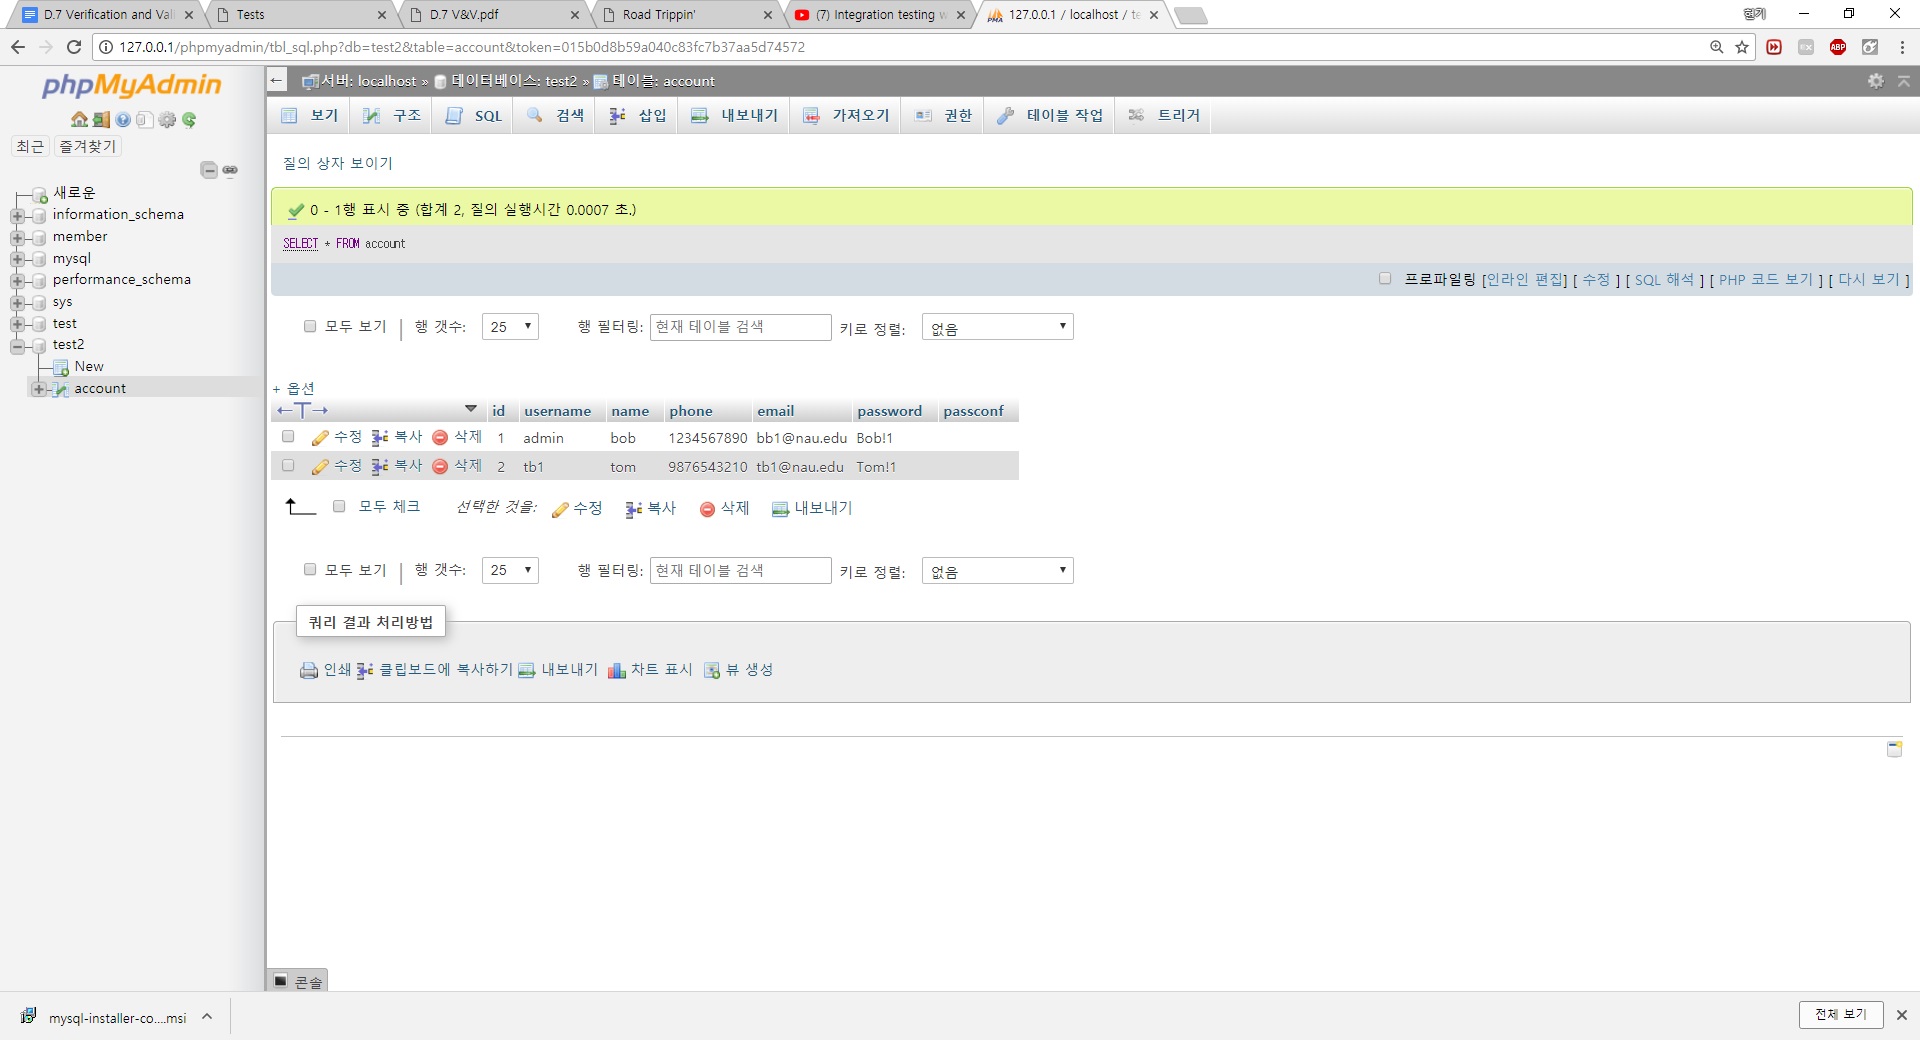 D.7 Verification and Vali
Tests
D.7 V&V.pdf
Road Trippin'
(7) Integration testing w
127.0.0.1 / localhost / te
현기
127.0.0.1/phpmyadmin/tbl_sql.php?db=test2&table=account&token=015b0d8b59a040c83fc7b37aa5d74572
ABP
phpMyAdmin
최근 즐겨찾기
새로운
information_schema
member
mysql
performance_schema
sys
test
test2
New
account
서버: localhost » 데이터베이스: test2 » 테이블: account
보기 구조 SQL 검색 삽입 내보내기 가져오기 권한 테이블 작업 트리거
질의 상자 보이기
0 - 1행 표시 중 (합계 2, 질의 실행시간 0.0007 초.)
SELECT * FROM account
프로파일링 [인라인 편집] [ 수정 ] [ SQL 해석 ] [ PHP 코드 보기 ] [ 다시 보기 ]
모두 보기 | 행 갯수: 25 행 필터링: 현재 테이블 검색 키로 정렬: 없음
+ 옵션
←T→ id username name phone email password passconf
수정 복사 삭제 1 admin bob 1234567890 bb1@nau.edu Bob!1
수정 복사 삭제 2 tb1 tom 9876543210 tb1@nau.edu Tom!1
모두 체크 선택한 것을: 수정 복사 삭제 내보내기
모두 보기 | 행 갯수: 25 행 필터링: 현재 테이블 검색 키로 정렬: 없음
쿼리 결과 처리방법
인쇄 클립보드에 복사하기 내보내기 차트 표시 뷰 생성
콘솔
mysql-installer-co....msi
전체 보기